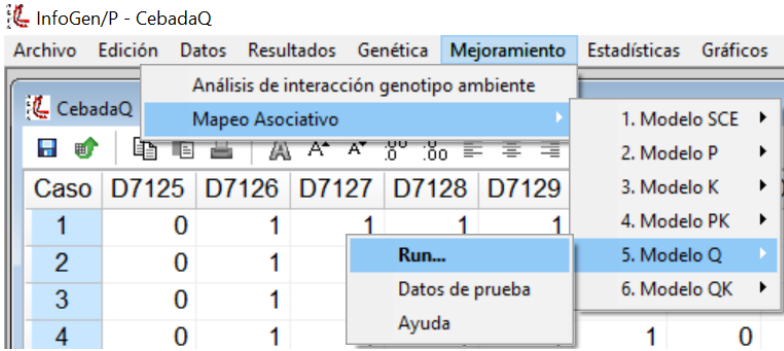 InfoGen/P - CebadaQ
Archivo Edición Datos Resultados Genética Mejoramiento Estadísticas Gráficos
Análisis de interacción genotipo ambiente
CebadaQ
Mapeo Asociativo
1. Modelo SCE
2. Modelo P
3. Modelo K
4. Modelo PK
5. Modelo Q
6. Modelo QK
Run...
Datos de prueba
Ayuda
Caso D7125 D7126 D7127 D7128 D7129
1 0 1 1 1 1
2 0 1
3 0 1
4 0 1 1 0